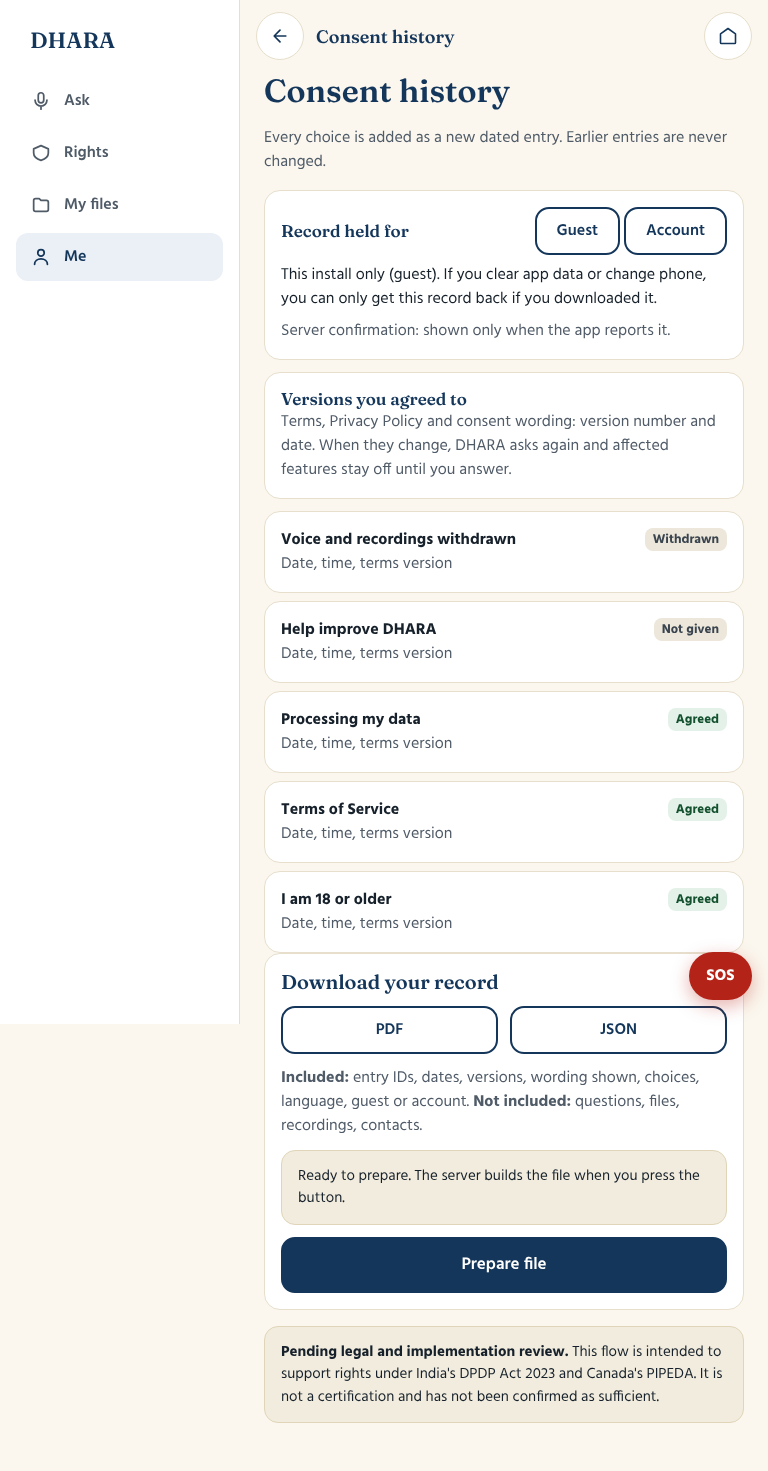 DHARA
Ask
Rights
My files
Me
Consent history
Consent history
Every choice is added as a new dated entry. Earlier entries are never
changed.
Record held for
Guest
Account
This install only (guest). If you clear app data or change phone,
you can only get this record back if you downloaded it.
Server confirmation: shown only when the app reports it.
Versions you agreed to
Terms, Privacy Policy and consent wording: version number and
date. When they change, DHARA asks again and affected
features stay off until you answer.
Voice and recordings withdrawn
Withdrawn
Date, time, terms version
Help improve DHARA
Not given
Date, time, terms version
Processing my data
Agreed
Date, time, terms version
Terms of Service
Agreed
Date, time, terms version
I am 18 or older
Agreed
Date, time, terms version
SOS
Download your record
PDF
JSON
Included: entry IDs, dates, versions, wording shown, choices,
language, guest or account. Not included: questions, files,
recordings, contacts.
Ready to prepare. The server builds the file when you press the
button.
Prepare file
Pending legal and implementation review. This flow is intended to
support rights under India's DPDP Act 2023 and Canada's PIPEDA. It is
not a certification and has not been confirmed as sufficient.